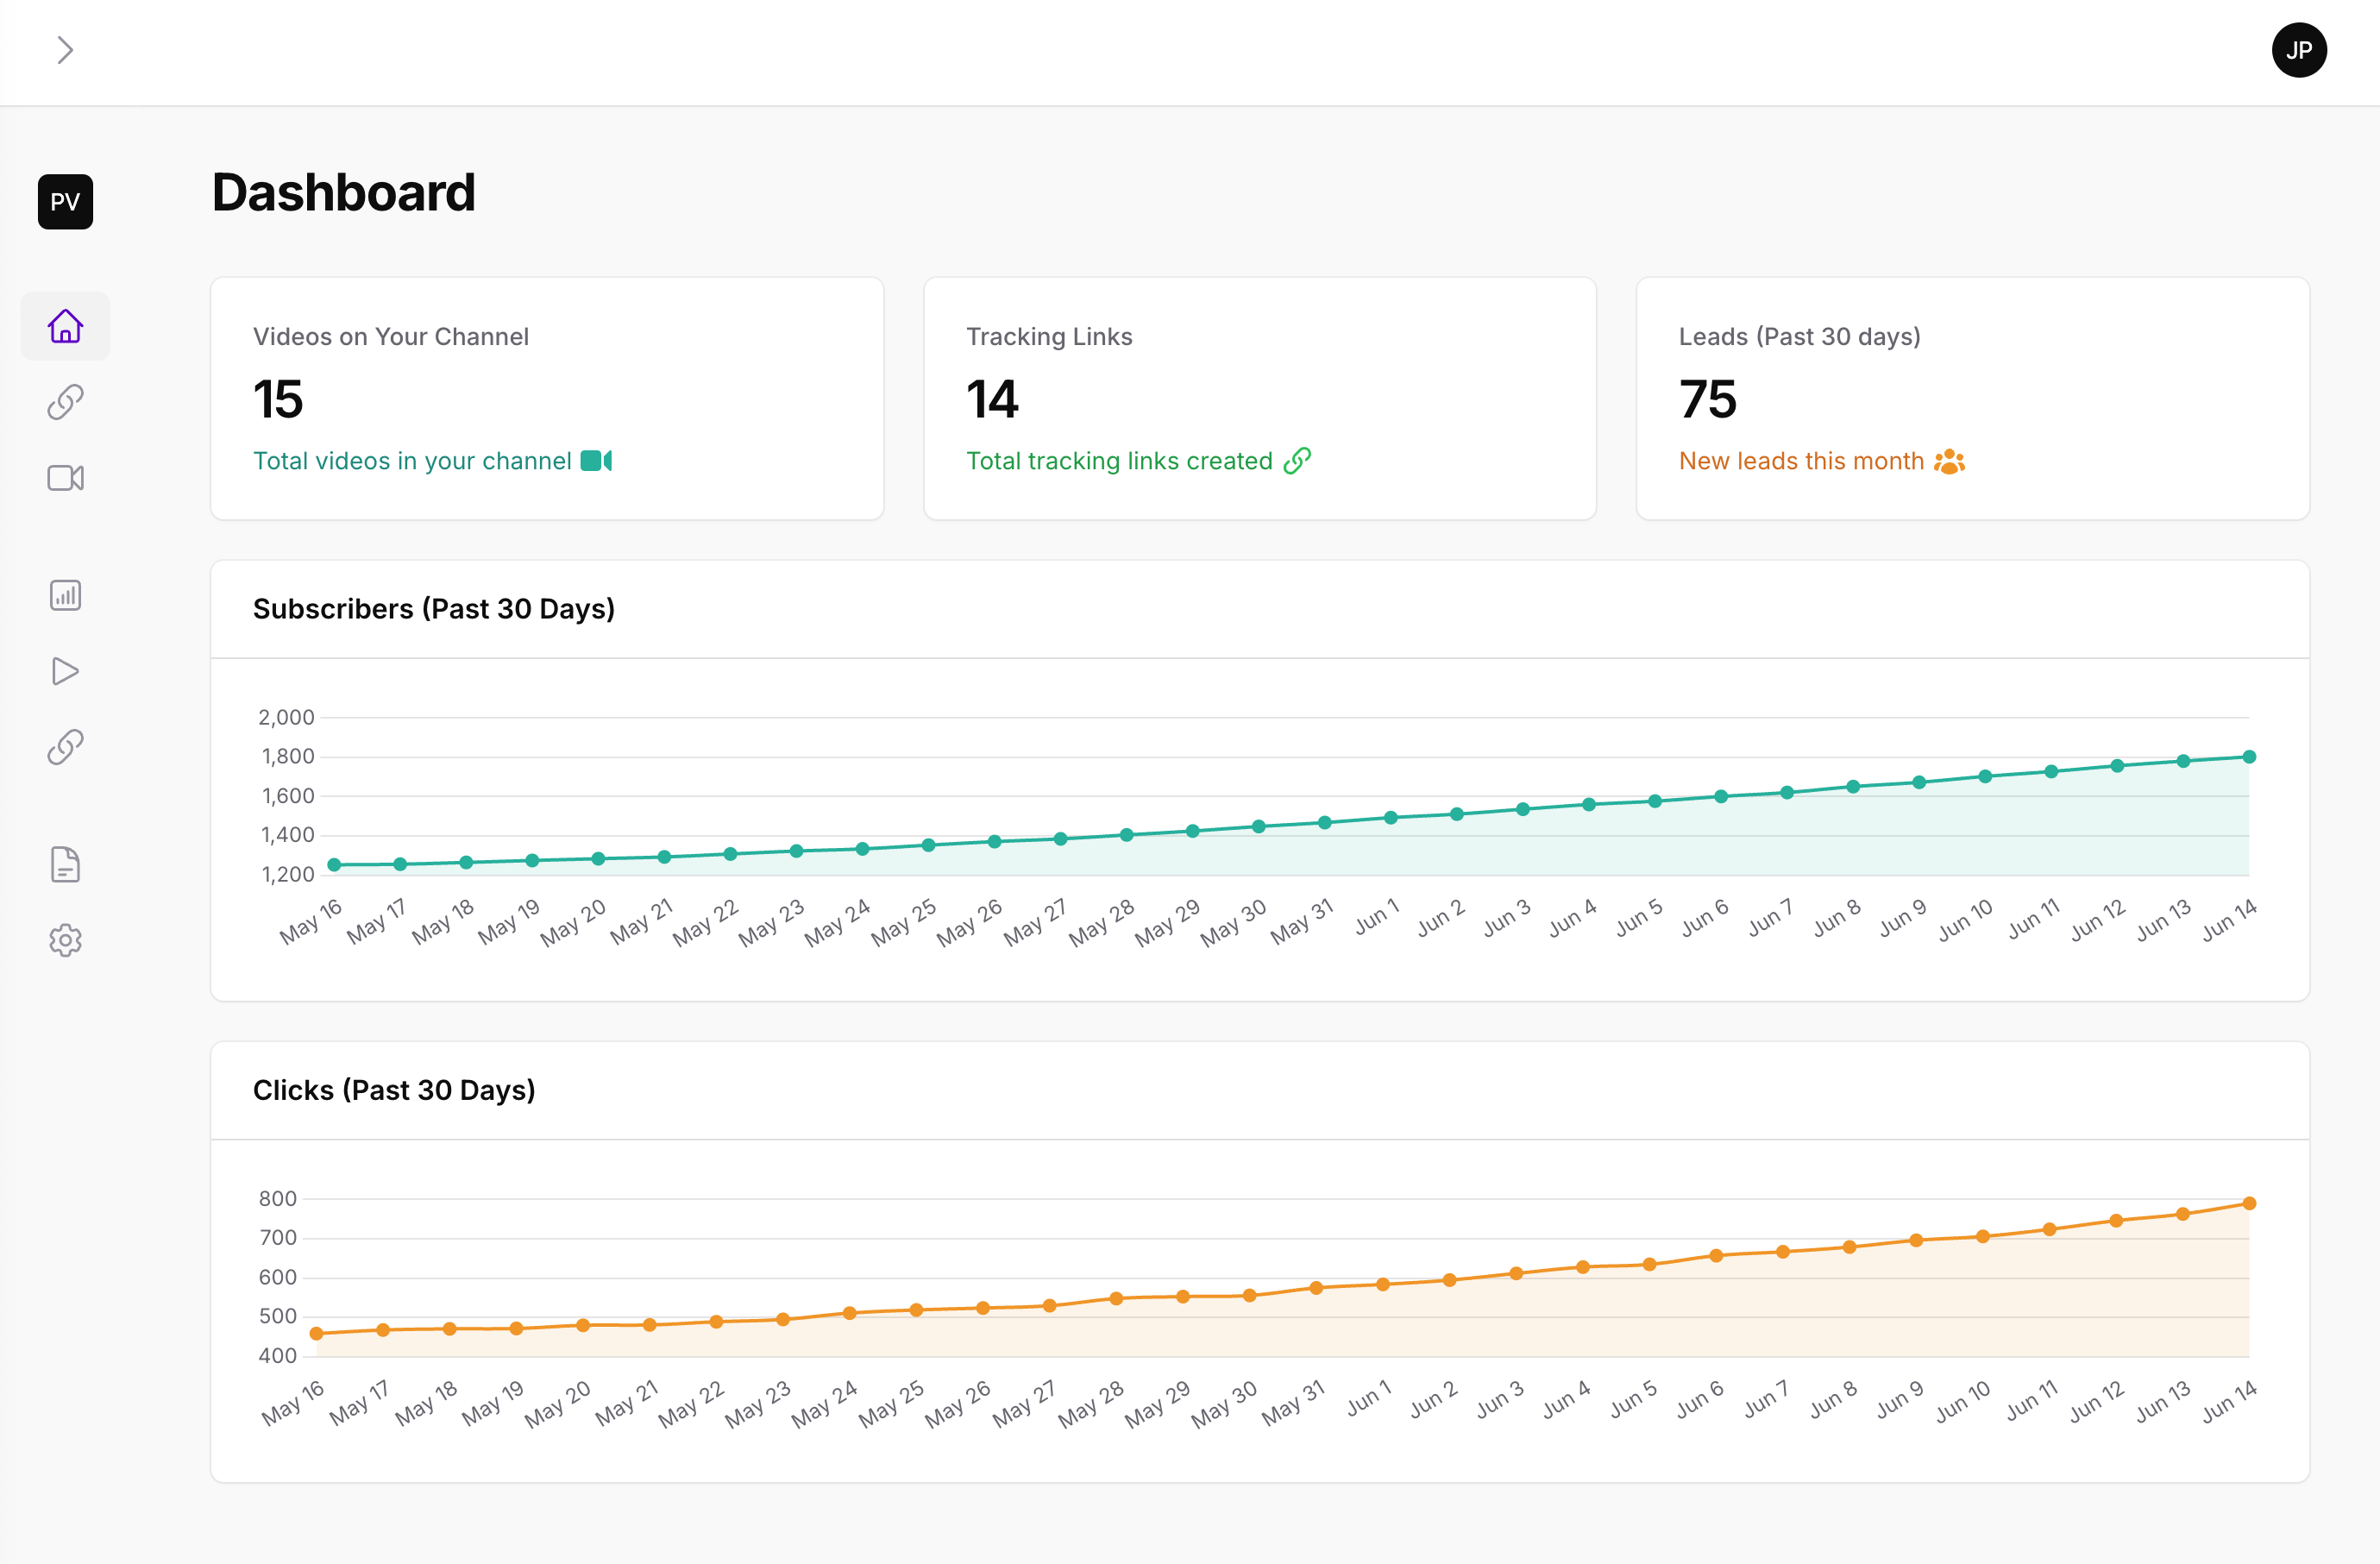 JP
PV
Dashboard
Videos on Your Channel
15
Total videos in your channel
Tracking Links
14
Total tracking links created
Leads (Past 30 days)
75
New leads this month
Subscribers (Past 30 Days)
2,000
1,800
1,600
1,400
1,200
May 16 May 17 May 18 May 19 May 20 May 21 May 22 May 23 May 24 May 25 May 26 May 27 May 28 May 29 May 30 May 31 Jun 1 Jun 2 Jun 3 Jun 4 Jun 5 Jun 6 Jun 7 Jun 8 Jun 9 Jun 10 Jun 11 Jun 12 Jun 13 Jun 14
Clicks (Past 30 Days)
800
700
600
500
400
May 16 May 17 May 18 May 19 May 20 May 21 May 22 May 23 May 24 May 25 May 26 May 27 May 28 May 29 May 30 May 31 Jun 1 Jun 2 Jun 3 Jun 4 Jun 5 Jun 6 Jun 7 Jun 8 Jun 9 Jun 10 Jun 11 Jun 12 Jun 13 Jun 14